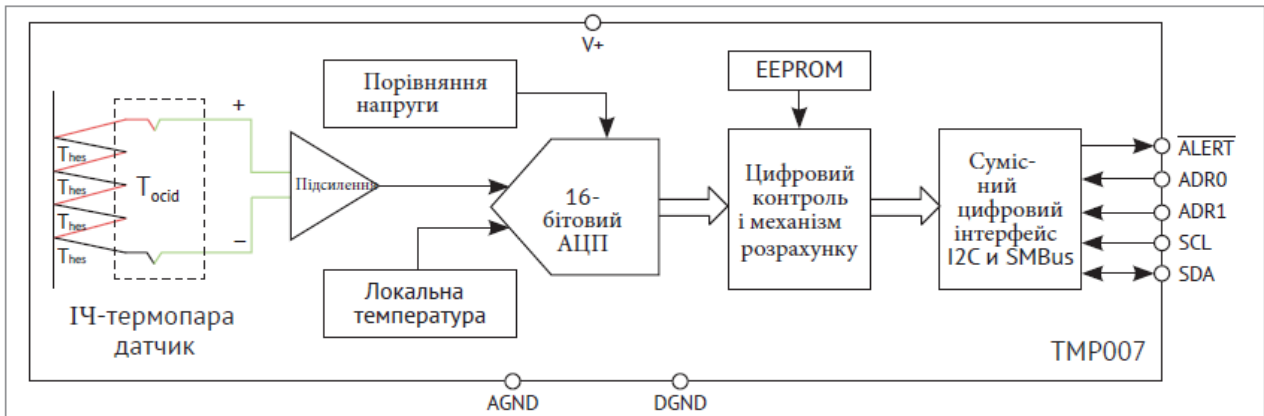 V+
Порівняння
напруги
EEPROM
+
Thes
Thes
Thes
Thes
Tocid
−
Підсилення
16-
бітовий
АЦП
Цифровий
контроль
і механізм
розрахунку
Суміс-
ний
цифровий
інтерфейс
I2C и SMBus
ALERT
ADR0
ADR1
SCL
SDA
Локальна
температура
ІЧ-термопара
датчик
TMP007
AGND
DGND